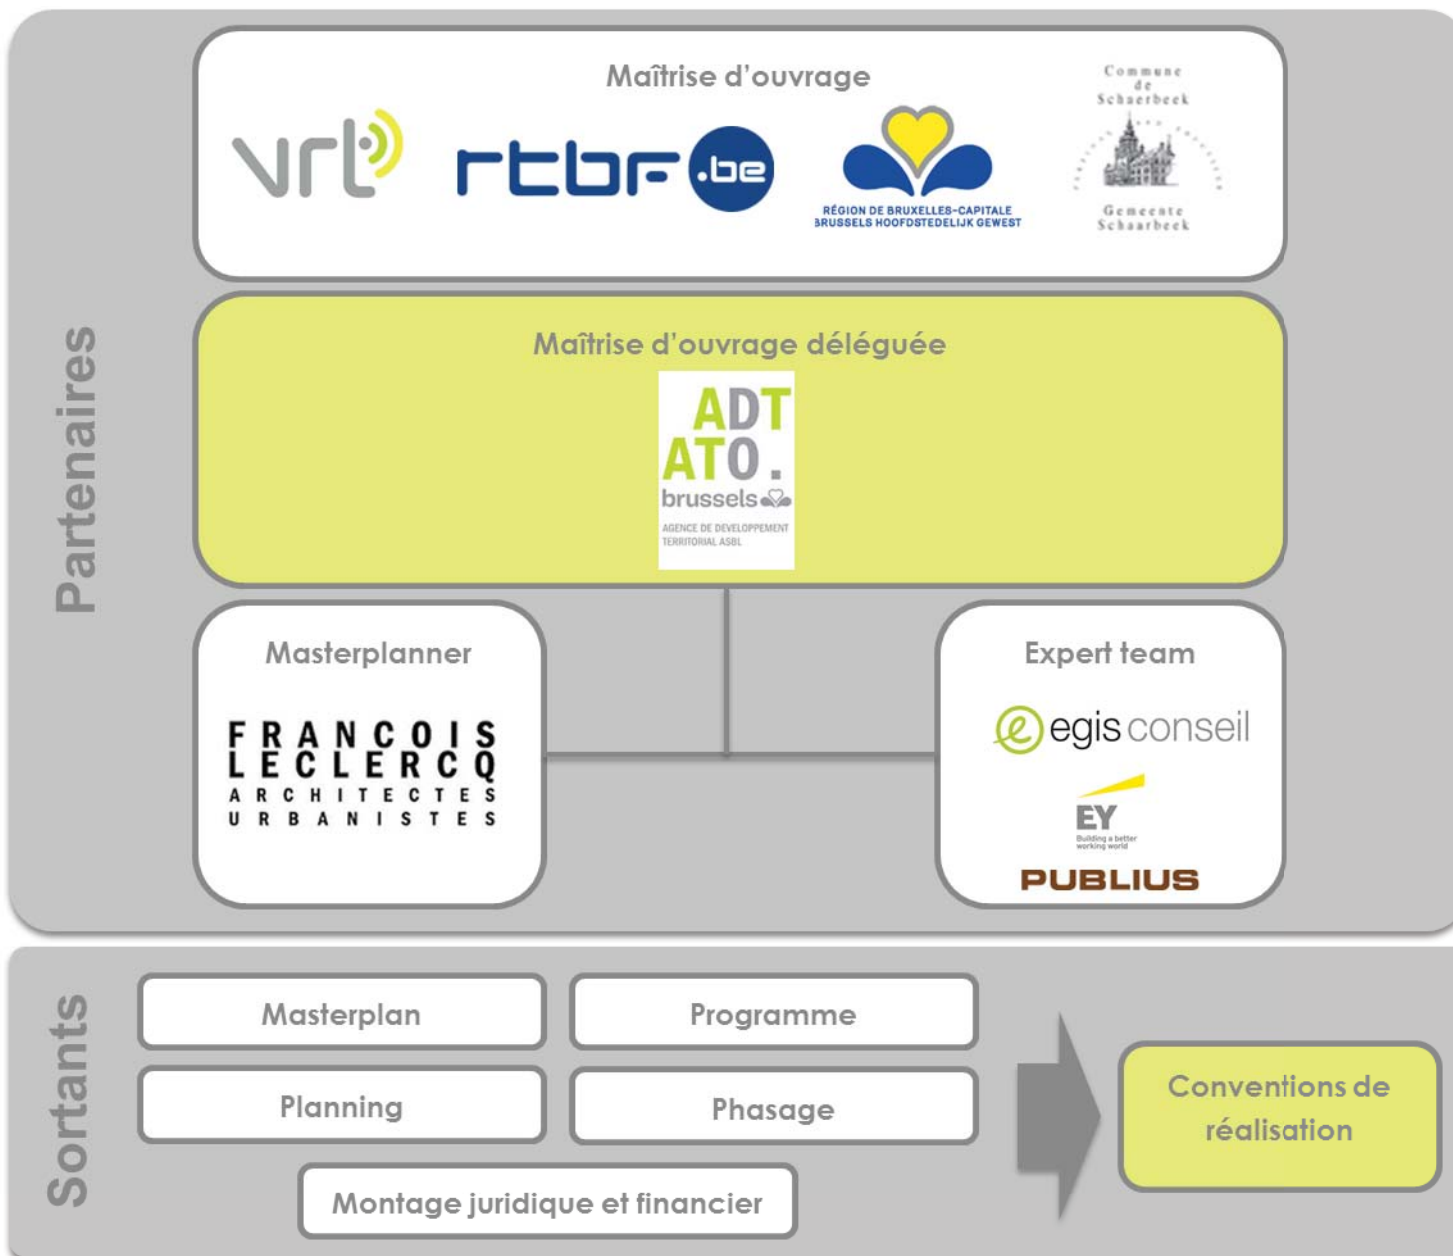 Partenaires
Maîtrise d'ouvrage
vrt
rtbf.be
RÉGION DE BRUXELLES-CAPITALE
BRUSSELS HOOFDSTEDELIJK GEWEST
Commune
de
Schaerbeek
Gemeente
Schaarbeek
Maîtrise d'ouvrage déléguée
ADT
ATO.
brussels
AGENCE DE DEVELOPPEMENT
TERRITORIAL ASBL
Masterplanner
FRANCOIS
LECLERCQ
ARCHITECTES
URBANISTES
Expert team
e egis conseil
EY
Building a better
working world
PUBLIUS
Sortants
Masterplan
Programme
Planning
Phasage
Montage juridique et financier
Conventions de
réalisation